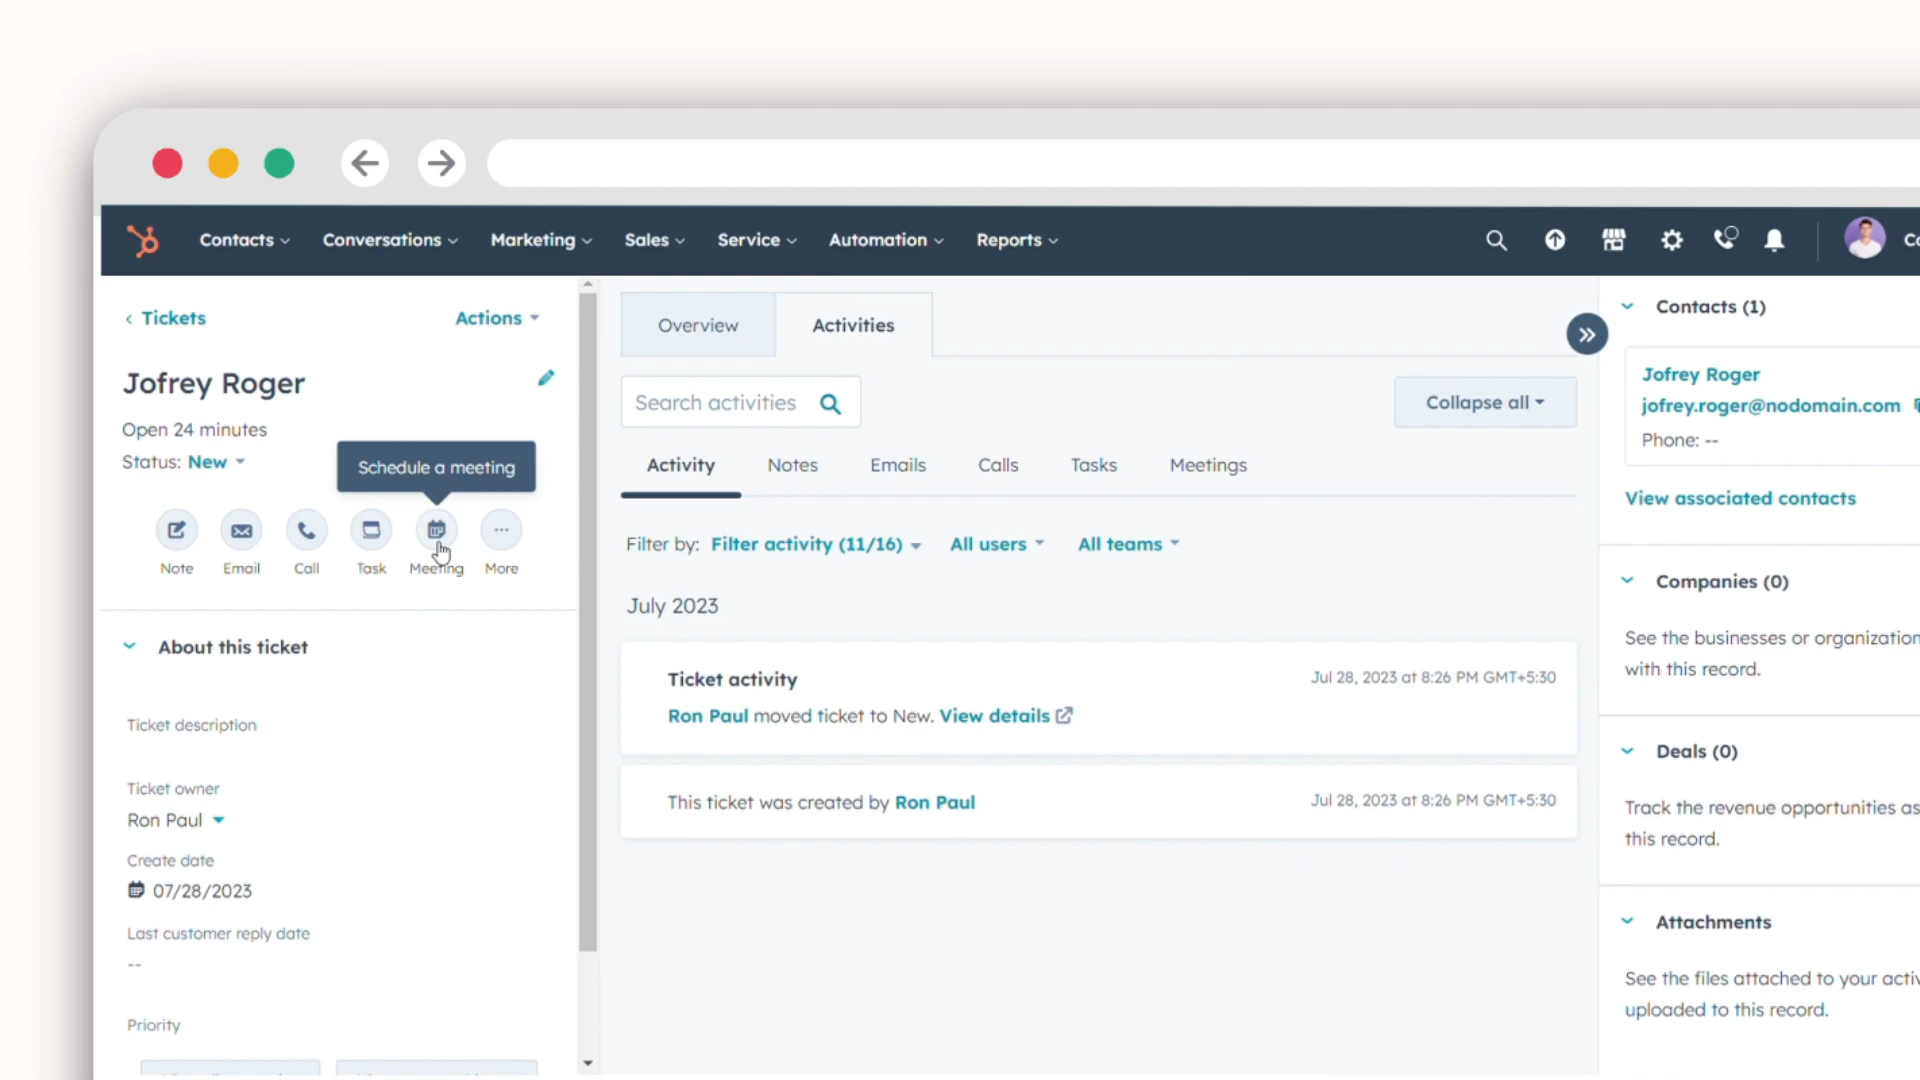 Contacts
Conversations
Marketing
Sales
Service
Automation
Reports
Co
Tickets
Actions
Jofrey Roger
Open 24 minutes
Status: New
Schedule a meeting
Note
Email
Call
Task
Meeting
More
About this ticket
Ticket description
Ticket owner
Ron Paul
Create date
07/28/2023
Last customer reply date
--
Priority
Overview
Activities
Search activities
Collapse all
Activity
Notes
Emails
Calls
Tasks
Meetings
Filter by: Filter activity (11/16) All users All teams
July 2023
Ticket activity
Jul 28, 2023 at 8:26 PM GMT+5:30
Ron Paul moved ticket to New. View details
This ticket was created by Ron Paul
Jul 28, 2023 at 8:26 PM GMT+5:30
Contacts (1)
Jofrey Roger
jofrey.roger@nodomain.com
Phone: --
View associated contacts
Companies (0)
See the businesses or organization
with this record.
Deals (0)
Track the revenue opportunities as
this record.
Attachments
See the files attached to your activ
uploaded to this record.